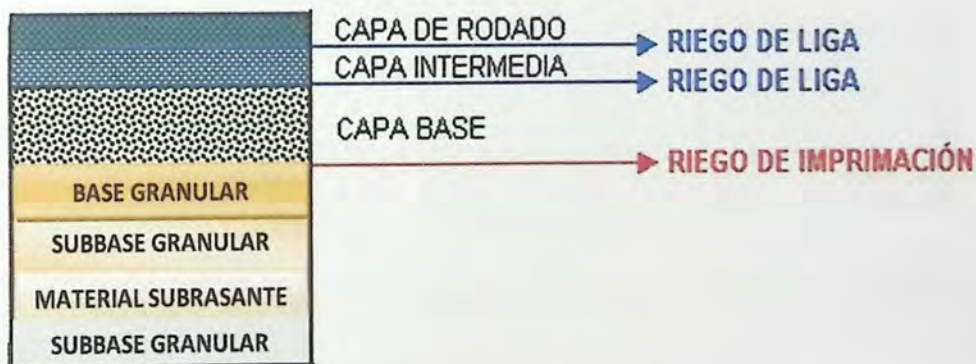 CAPA DE RODADO
RIEGO DE LIGA
CAPA INTERMEDIA
RIEGO DE LIGA
CAPA BASE
RIEGO DE IMPRIMACIÓN
BASE GRANULAR
SUBBASE GRANULAR
MATERIAL SUBRASANTE
SUBBASE GRANULAR